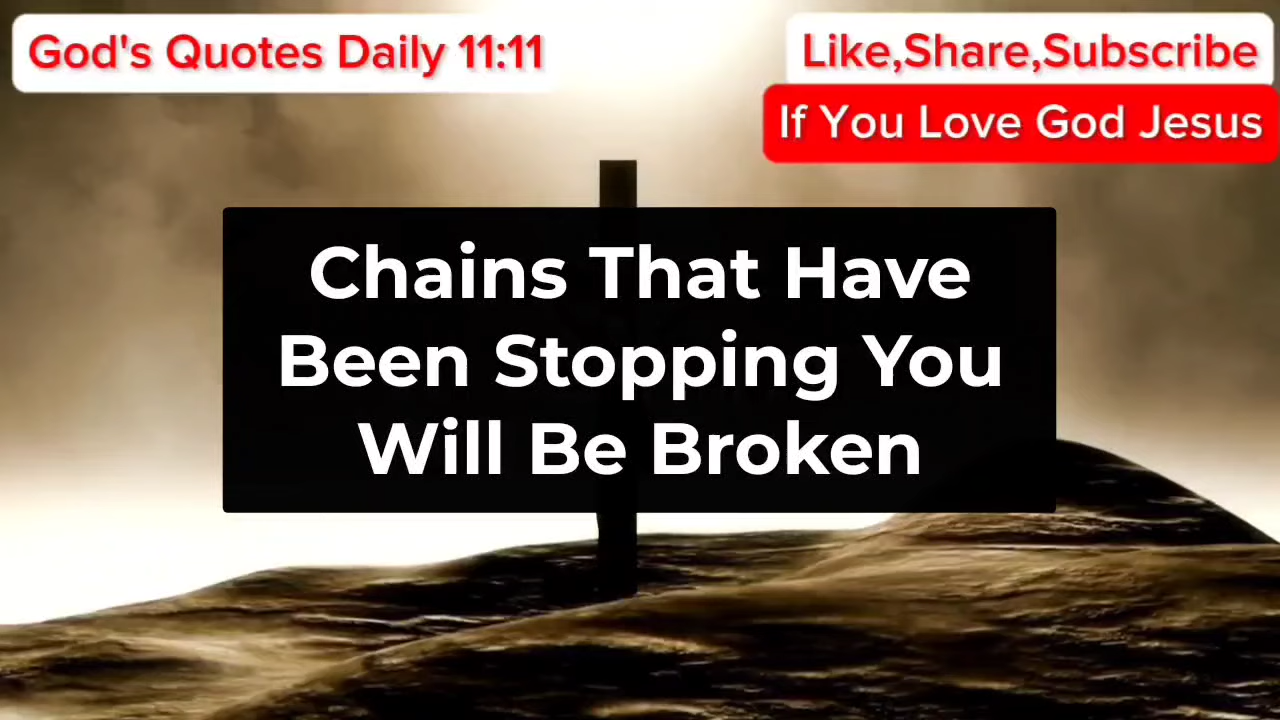 God's Quotes Daily 11:11
Like,Share,Subscribe
If You Love God Jesus
Chains That Have
Been Stopping You
Will Be Broken